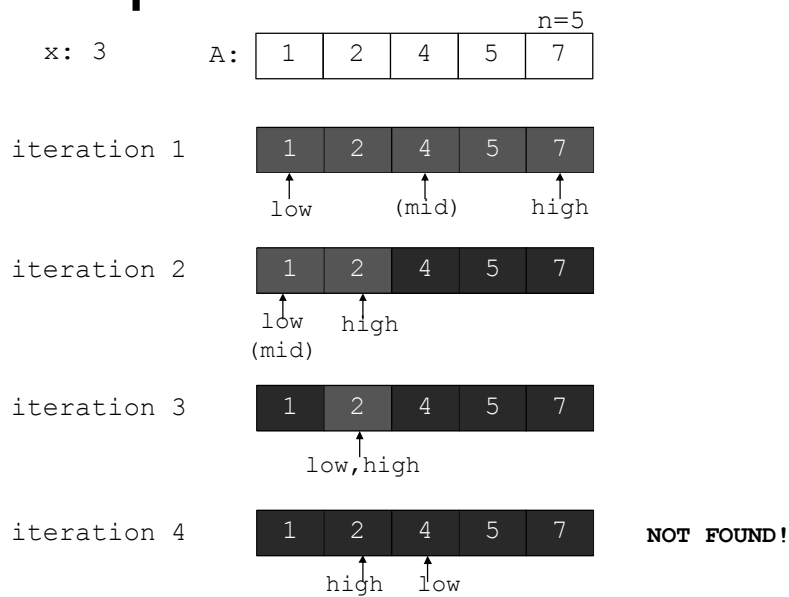 n=5
x: 3 A: 1 2 4 5 7
iteration 1 1 2 4 5 7
low (mid) high
iteration 2 1 2 4 5 7
low high
(mid)
iteration 3 1 2 4 5 7
low,high
iteration 4 1 2 4 5 7 NOT FOUND!
high low